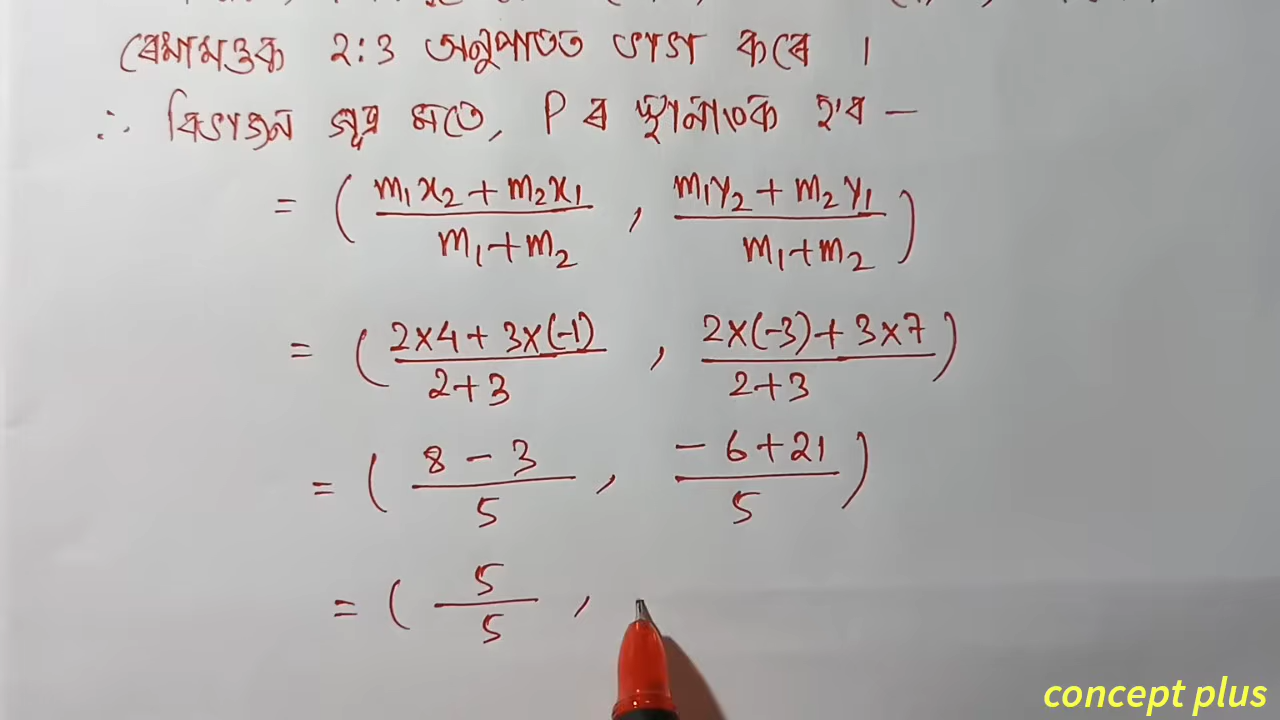 ৰেখাখণ্ডক 2:3 অনুপাতত ভাগ কৰে ।
∴ বিভাজন সূত্ৰ মতে, P ৰ স্থানাংক হ'ব —
= ( m₁x₂ + m₂x₁ / m₁+m₂ , m₁y₂ + m₂y₁ / m₁+m₂ )
= ( 2×4 + 3×(-1) / 2+3 , 2×(-3) + 3×7 / 2+3 )
= ( 8 - 3 / 5 , - 6 + 21 / 5 )
= ( 5 / 5 ,
concept plus